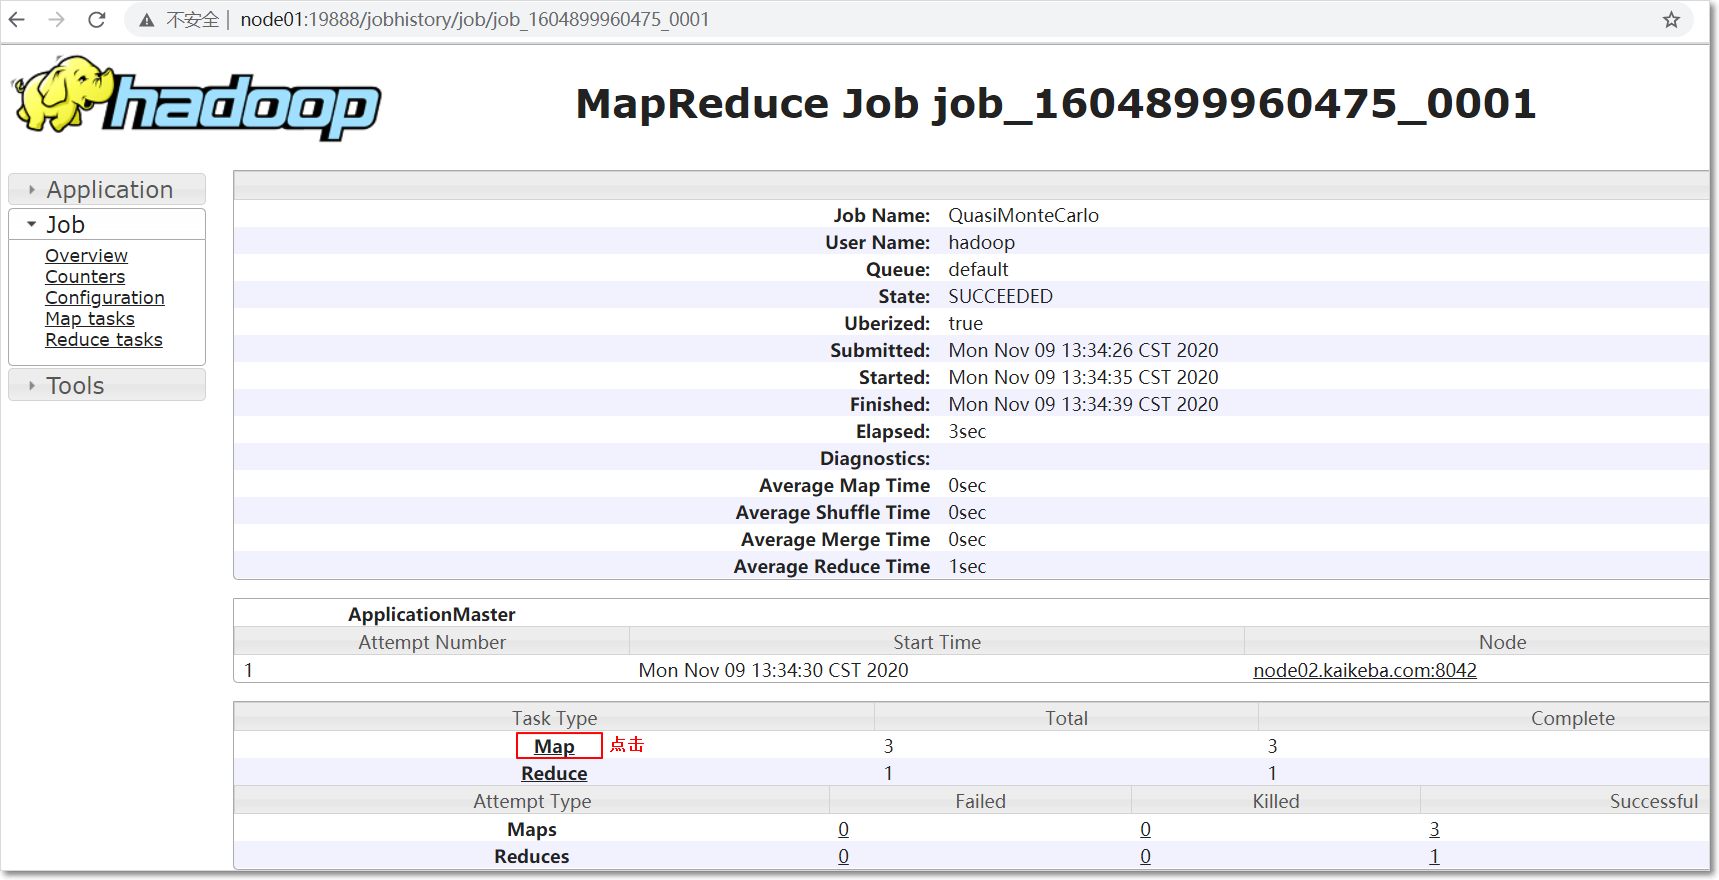 不安全 | node01:19888/jobhistory/job/job_1604899960475_0001
hadoop
MapReduce Job job_1604899960475_0001
Application
Job
Overview
Counters
Configuration
Map tasks
Reduce tasks
Tools
Job Name: QuasiMonteCarlo
User Name: hadoop
Queue: default
State: SUCCEEDED
Uberized: true
Submitted: Mon Nov 09 13:34:26 CST 2020
Started: Mon Nov 09 13:34:35 CST 2020
Finished: Mon Nov 09 13:34:39 CST 2020
Elapsed: 3sec
Diagnostics:
Average Map Time 0sec
Average Shuffle Time 0sec
Average Merge Time 0sec
Average Reduce Time 1sec
ApplicationMaster
Attempt Number Start Time Node
1 Mon Nov 09 13:34:30 CST 2020 node02.kaikeba.com:8042
Task Type Total Complete
Map 点击 3 3
Reduce 1 1
Attempt Type Failed Killed Successful
Maps 0 0 3
Reduces 0 0 1